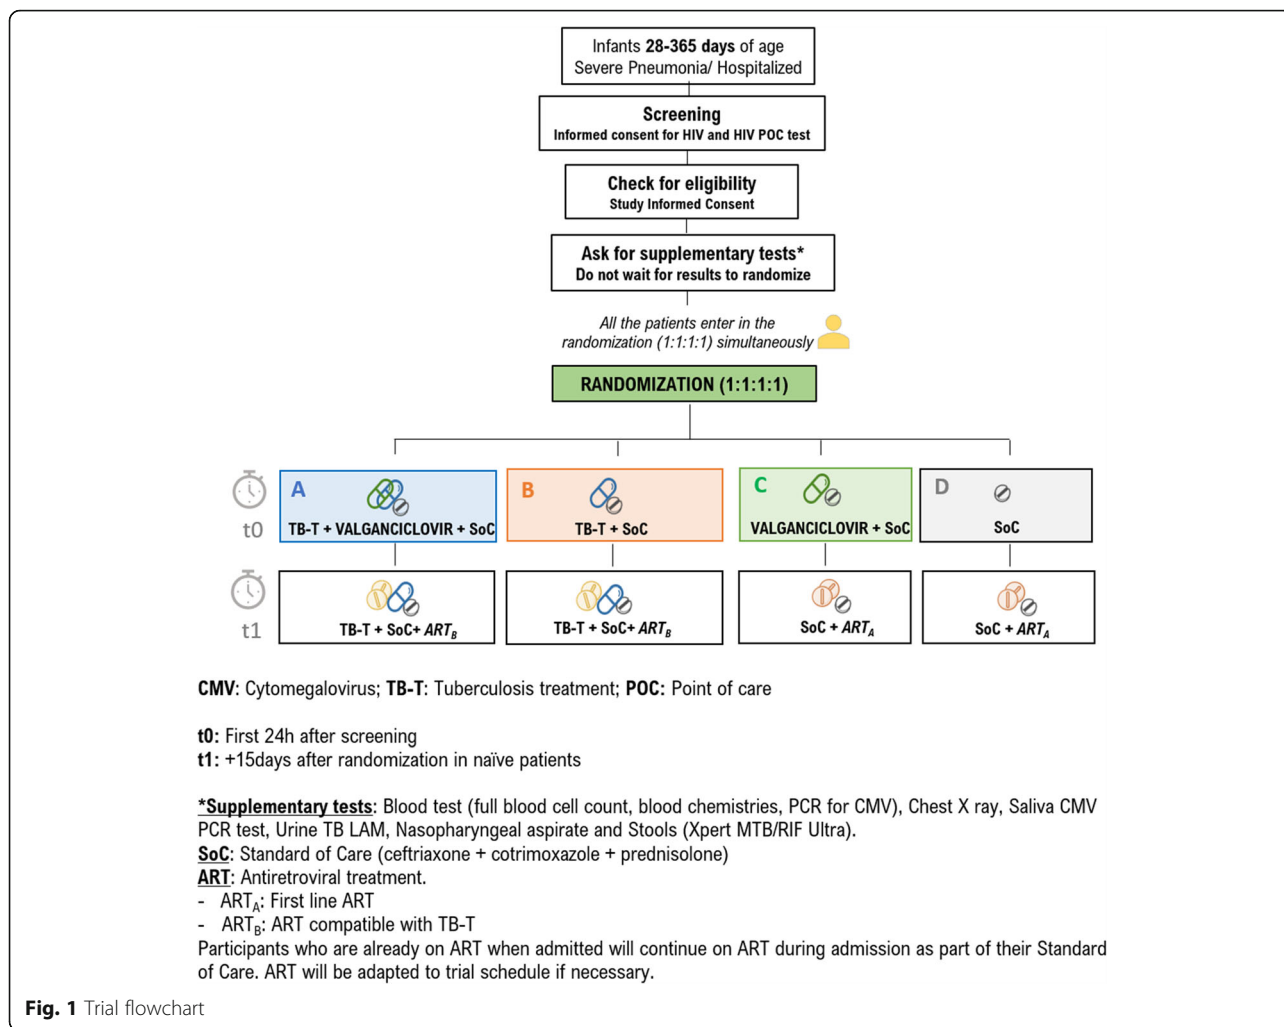 Infants 28-365 days of age
Severe Pneumonia/ Hospitalized
Screening
Informed consent for HIV and HIV POC test
Check for eligibility
Study Informed Consent
Ask for supplementary tests*
Do not wait for results to randomize
All the patients enter in the
randomization (1:1:1:1) simultaneously
RANDOMIZATION (1:1:1:1)
t0
A
TB-T + VALGANCICLOVIR + SoC
B
TB-T + SoC
C
VALGANCICLOVIR + SoC
D
SoC
t1
TB-T + SoC+ ART_B
TB-T + SoC+ ART_B
SoC + ART_A
SoC + ART_A
CMV: Cytomegalovirus; TB-T: Tuberculosis treatment; POC: Point of care
t0: First 24h after screening
t1: +15days after randomization in naïve patients
*Supplementary tests: Blood test (full blood cell count, blood chemistries, PCR for CMV), Chest X ray, Saliva CMV
PCR test, Urine TB LAM, Nasopharyngeal aspirate and Stools (Xpert MTB/RIF Ultra).
SoC: Standard of Care (ceftriaxone + cotrimoxazole + prednisolone)
ART: Antiretroviral treatment.
- ART_A: First line ART
- ART_B: ART compatible with TB-T
Participants who are already on ART when admitted will continue on ART during admission as part of their Standard
of Care. ART will be adapted to trial schedule if necessary.
Fig. 1 Trial flowchart